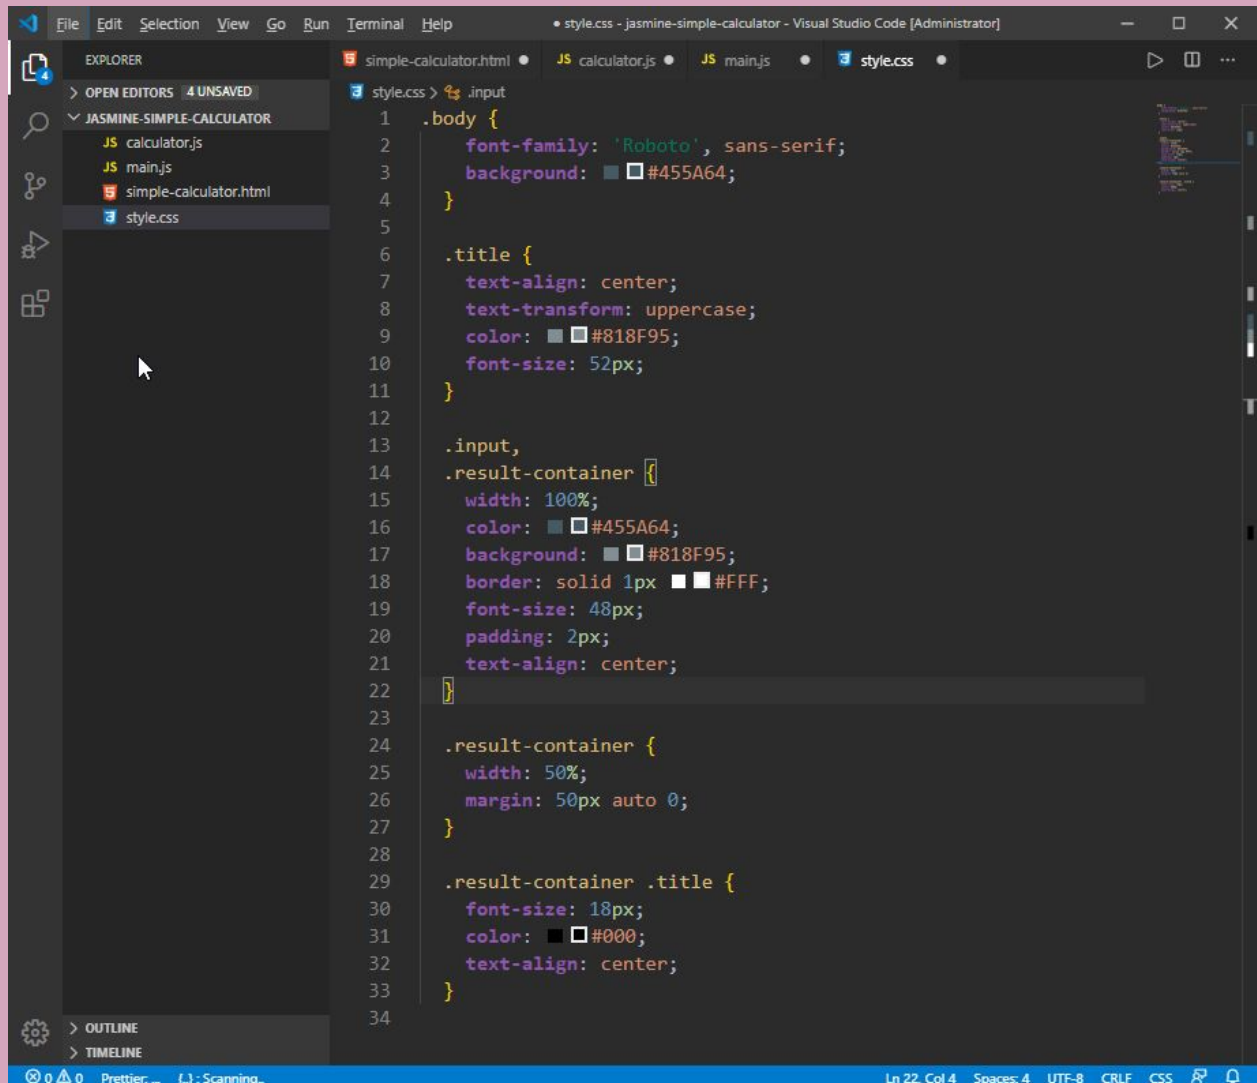 File Edit Selection View Go Run Terminal Help ● style.css - jasmine-simple-calculator - Visual Studio Code [Administrator]
EXPLORER
simple-calculator.html ● JS calculator.js ● JS main.js ● style.css ●
4
> OPEN EDITORS 4 UNSAVED
JASMINE-SIMPLE-CALCULATOR
JS calculator.js
JS main.js
simple-calculator.html
style.css
style.css > .input
1 .body {
2 font-family: 'Roboto', sans-serif;
3 background: #455A64;
4 }
5
6 .title {
7 text-align: center;
8 text-transform: uppercase;
9 color: #818F95;
10 font-size: 52px;
11 }
12
13 .input,
14 .result-container {
15 width: 100%;
16 color: #455A64;
17 background: #818F95;
18 border: solid 1px #FFF;
19 font-size: 48px;
20 padding: 2px;
21 text-align: center;
22 }
23
24 .result-container {
25 width: 50%;
26 margin: 50px auto 0;
27 }
28
29 .result-container .title {
30 font-size: 18px;
31 color: #000;
32 text-align: center;
33 }
34
> OUTLINE
> TIMELINE
0 0 Prettier: ... {..} : Scanning.. Ln 22, Col 4 Spaces: 4 UTF-8 CRLF CSS